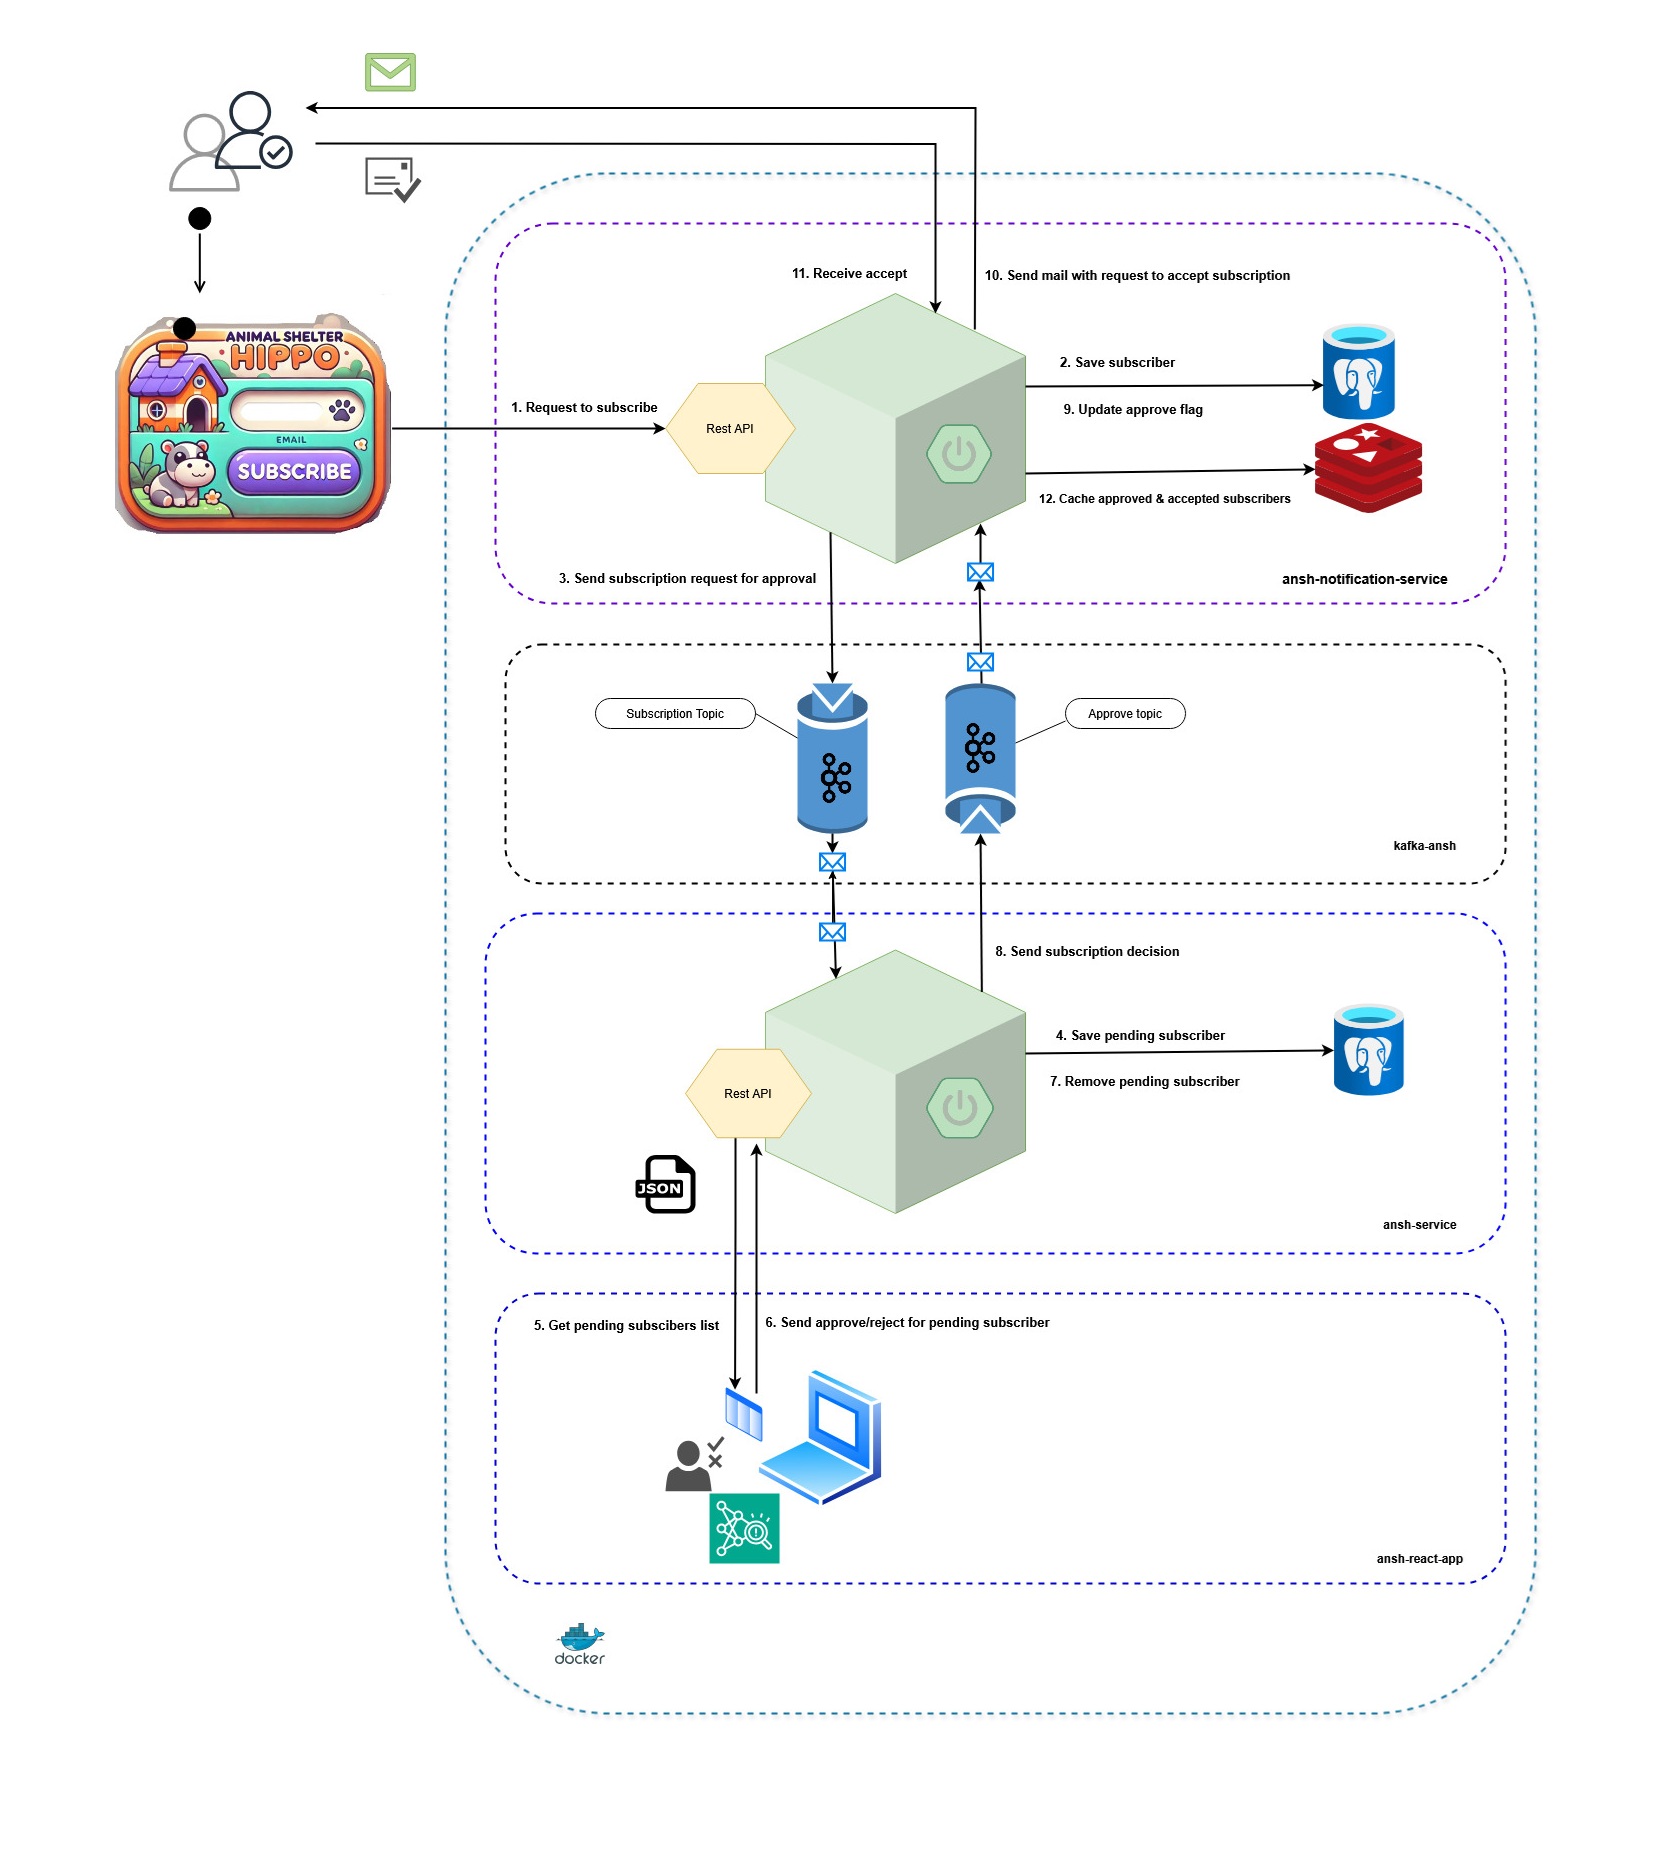 11. Receive accept
10. Send mail with request to accept subscription
ANIMAL SHELTER
HIPPO
EMAIL
SUBSCRIBE
1. Request to subscribe
Rest API
2. Save subscriber
9. Update approve flag
12. Cache approved & accepted subscribers
3. Send subscription request for approval
ansh-notification-service
Subscription Topic
Approve topic
kafka-ansh
8. Send subscription decision
4. Save pending subscriber
7. Remove pending subscriber
Rest API
JSON
ansh-service
5. Get pending subscibers list
6. Send approve/reject for pending subscriber
ansh-react-app
docker